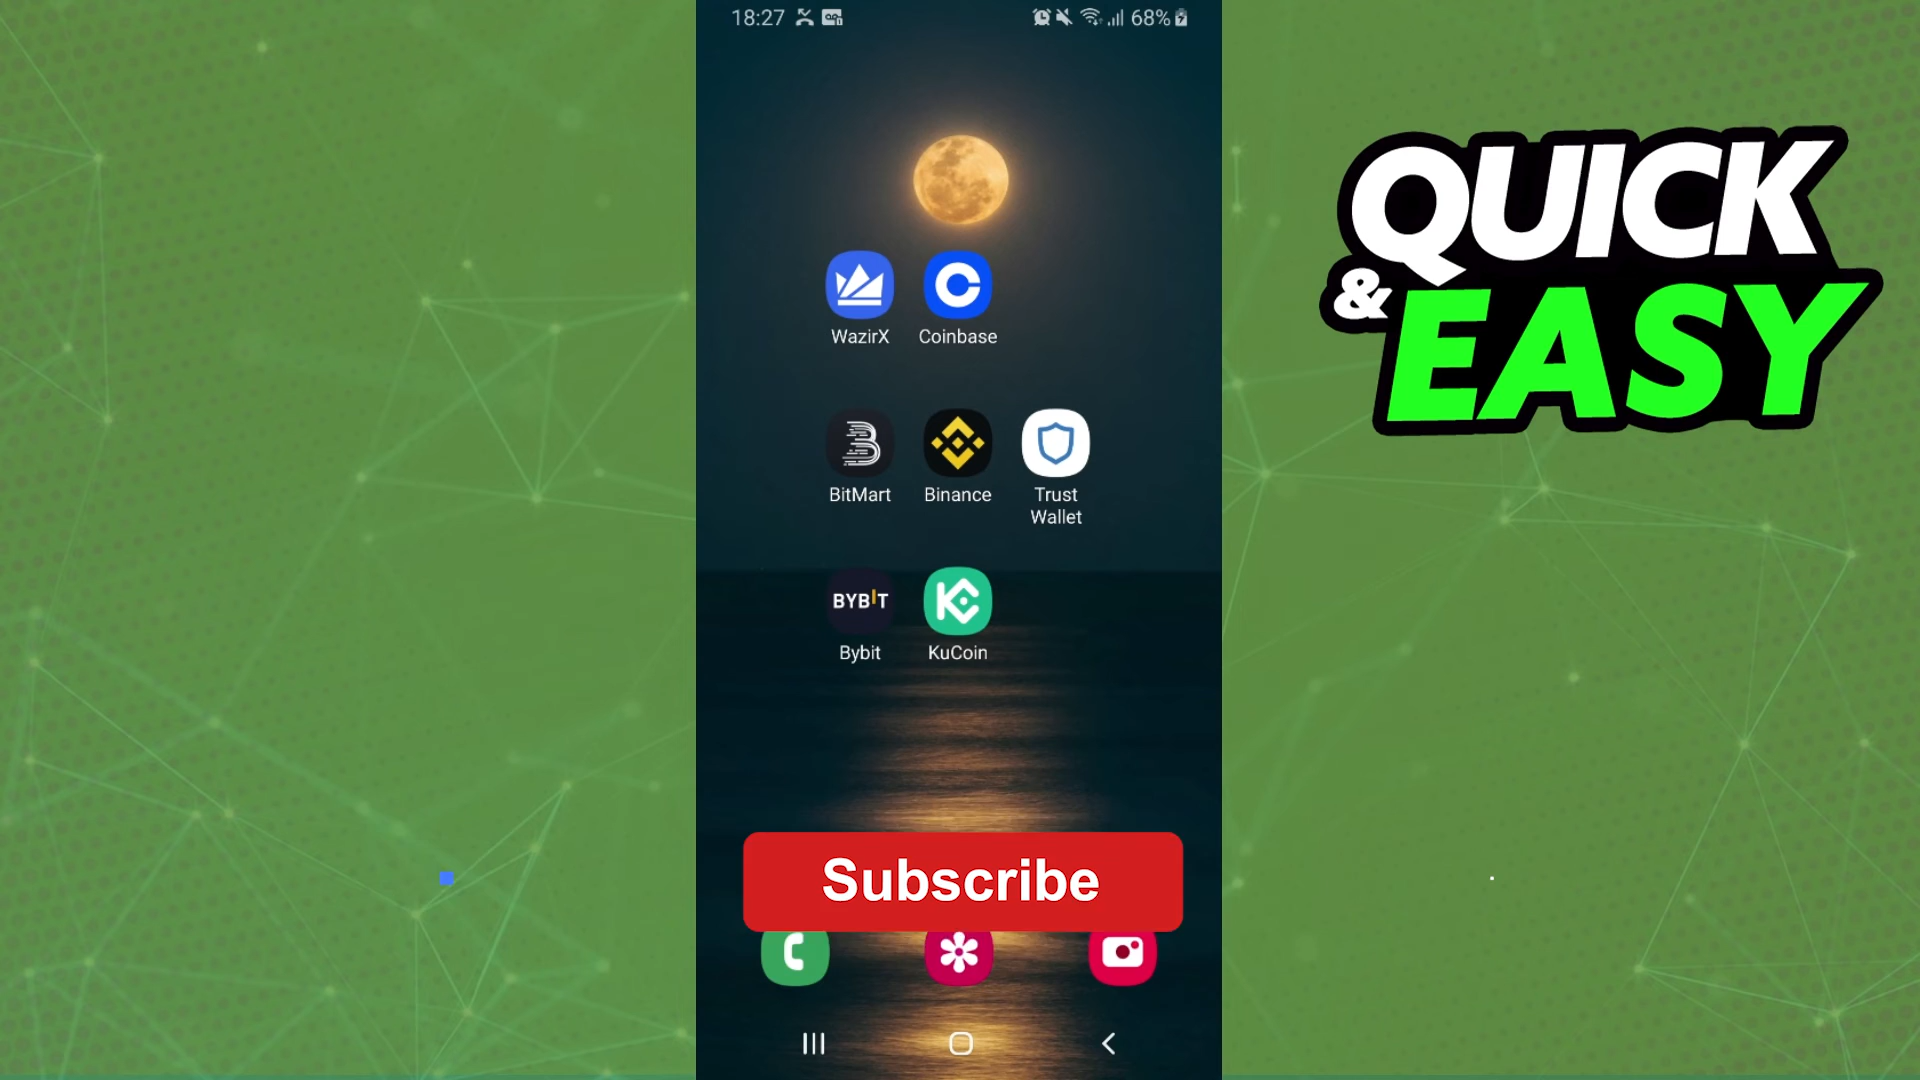 18:27
68%
QUICK
& EASY
WazirX
Coinbase
BitMart
Binance
Trust
Wallet
BYBIT
Bybit
KuCoin
Subscribe